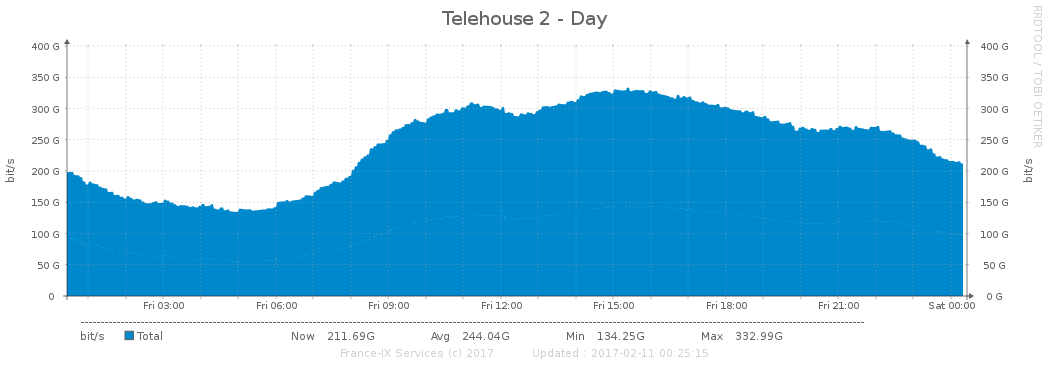 Telehouse 2 - Day
RRDTOOL / TOBI OETIKER
400 G 400 G
350 G 350 G
300 G 300 G
250 G 250 G
200 G 200 G
150 G 150 G
100 G 100 G
50 G 50 G
0 0 G
bit/s
bit/s
Fri 03:00 Fri 06:00 Fri 09:00 Fri 12:00 Fri 15:00 Fri 18:00 Fri 21:00 Sat 00:00
bit/s Total Now 211.69G Avg 244.04G Min 134.25G Max 332.99G
France-IX Services (c) 2017 Updated : 2017-02-11 00:25:15